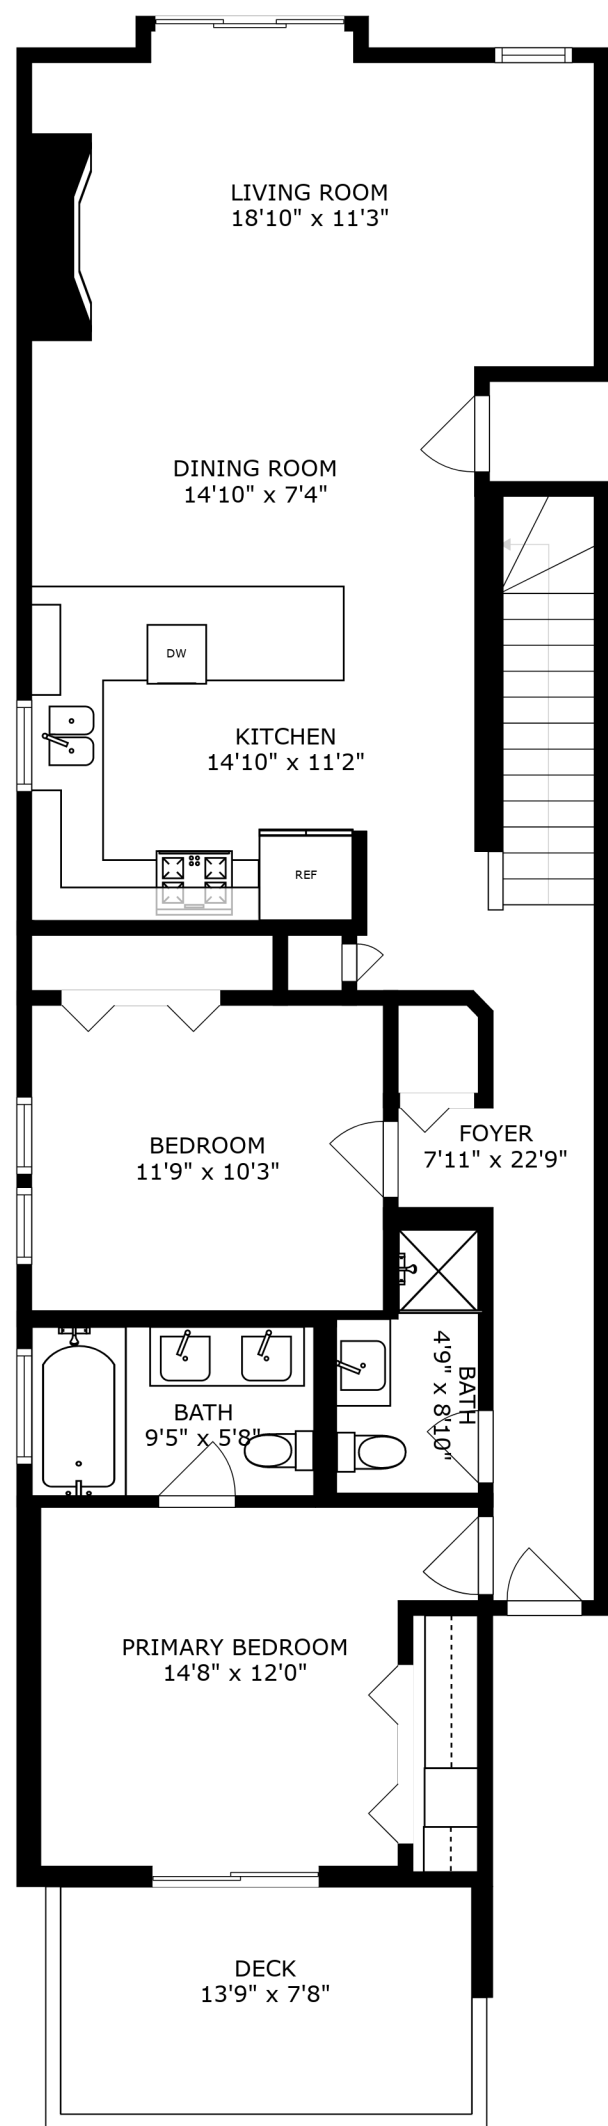 LIVING ROOM
18'10" x 11'3"
DINING ROOM
14'10" x 7'4"
DW
KITCHEN
14'10" x 11'2"
REF
BEDROOM
11'9" x 10'3"
FOYER
7'11" x 22'9"
BATH
4'9" x 8'10"
BATH
9'5" x 5'8"
PRIMARY BEDROOM
14'8" x 12'0"
DECK
13'9" x 7'8"